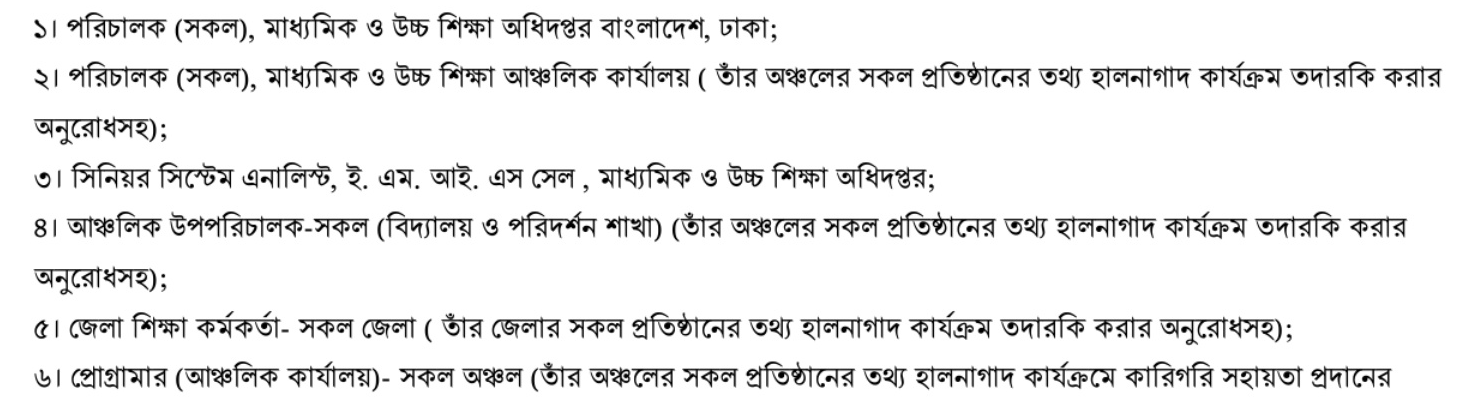 ১। পরিচালক (সকল), মাধ্যমিক ও উচ্চ শিক্ষা অধিদপ্তর বাংলাদেশ, ঢাকা;
২। পরিচালক (সকল), মাধ্যমিক ও উচ্চ শিক্ষা আঞ্চলিক কার্যালয় ( তাঁর অঞ্চলের সকল প্রতিষ্ঠানের তথ্য হালনাগাদ কার্যক্রম তদারকি করার
অনুরোধসহ);
৩। সিনিয়র সিস্টেম এনালিস্ট, ই. এম. আই. এস সেল , মাধ্যমিক ও উচ্চ শিক্ষা অধিদপ্তর;
৪। আঞ্চলিক উপপরিচালক-সকল (বিদ্যালয় ও পরিদর্শন শাখা) (তাঁর অঞ্চলের সকল প্রতিষ্ঠানের তথ্য হালনাগাদ কার্যক্রম তদারকি করার
অনুরোধসহ);
৫। জেলা শিক্ষা কর্মকর্তা- সকল জেলা ( তাঁর জেলার সকল প্রতিষ্ঠানের তথ্য হালনাগাদ কার্যক্রম তদারকি করার অনুরোধসহ);
৬। প্রোগ্রামার (আঞ্চলিক কার্যালয়)- সকল অঞ্চল (তাঁর অঞ্চলের সকল প্রতিষ্ঠানের তথ্য হালনাগাদ কার্যক্রমে কারিগরি সহায়তা প্রদানের